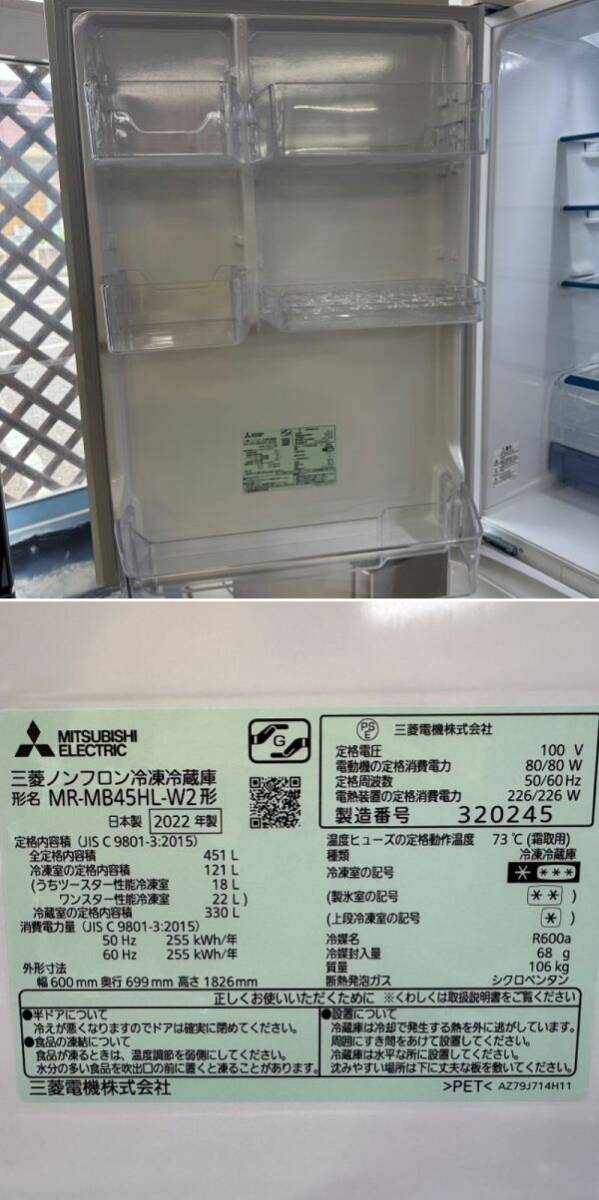 MITSUBISHI
ELECTRIC
三菱ノンフロン冷凍冷蔵庫
形名 MR-MB45HL-W2形
日本製 2022 年製
定格内容積 (JIS C 9801-3:2015)
全定格内容積 451 L
冷凍室の定格内容積 121 L
(うちツースター性能冷凍室 18 L
ワンスター性能冷凍室 22 L)
冷蔵室の定格内容積 330 L
消費電力量 (JIS C 9801-3:2015)
50 Hz 255 kWh/年
60 Hz 255 kWh/年
外形寸法
幅 600 mm 奥行 699 mm 高さ 1826 mm
G
PS
E
三菱電機株式会社
定格電圧 100 V
電動機の定格消費電力 80/80 W
定格周波数 50/60 Hz
電熱装置の定格消費電力 226/226 W
製造番号 320245
温度ヒューズの定格動作温度 73 ℃ (霜取用)
種類 冷凍冷蔵庫
冷凍室の記号
(製氷室の記号 )
(上段冷凍室の記号 )
冷媒名 R600a
冷媒封入量 68 g
質量 106 kg
断熱発泡ガス シクロペンタン
正しくお使いいただくために ※くわしくは取扱説明書をご覧ください
●半ドアについて
冷えが悪くなりますのでドアは確実に閉めてください。
●食品の凍結について
食品が凍るときは、温度調節を弱側にしてください。
水分の多い食品を吹出口の前に置くと凍ることがあります。
●設置について
冷蔵庫は冷却で発生する熱を外に逃がしています。
周囲にすき間をあけて設置してください。
冷蔵庫は水平な所に設置してください。
沈みやすい場所は下に丈夫な板を敷いてください。
三菱電機株式会社
>PET< AZ79J714H11